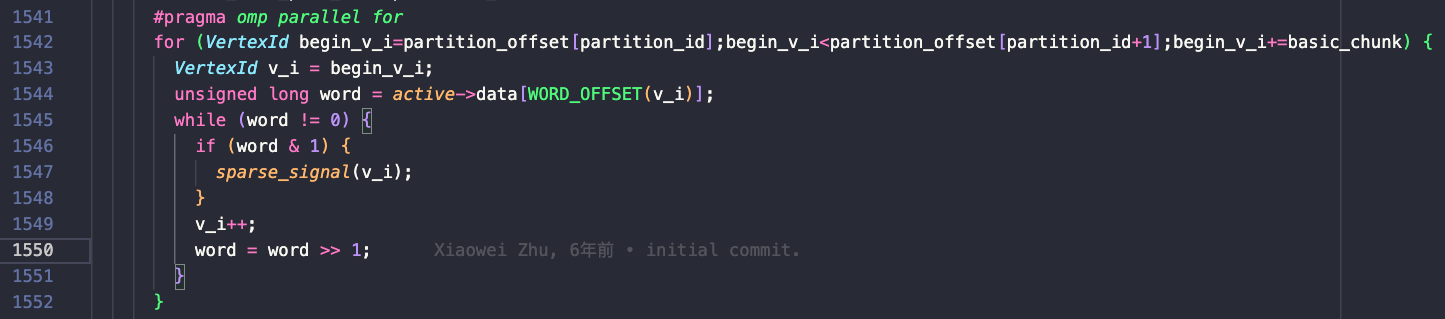 1541 #pragma omp parallel for
1542 for (VertexId begin_v_i=partition_offset[partition_id];begin_v_i<partition_offset[partition_id+1];begin_v_i+=basic_chunk) {
1543 VertexId v_i = begin_v_i;
1544 unsigned long word = active->data[WORD_OFFSET(v_i)];
1545 while (word != 0) {
1546 if (word & 1) {
1547 sparse_signal(v_i);
1548 }
1549 v_i++;
1550 word = word >> 1; Xiaowei Zhu, 6年前 • initial commit.
1551 }
1552 }